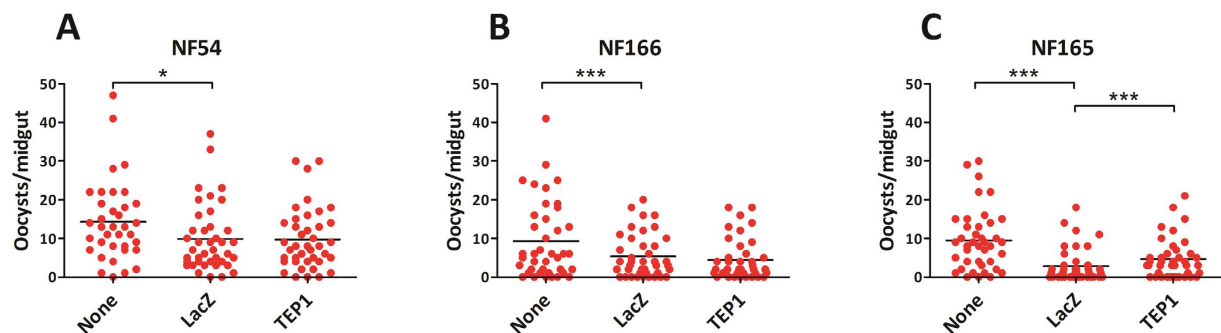 A
NF54
*
Oocysts/midgut
50
40
30
20
10
0
None
LacZ
TEP1
B
NF166
***
Oocysts/midgut
50
40
30
20
10
0
None
LacZ
TEP1
C
NF165
***
***
Oocysts/midgut
50
40
30
20
10
0
None
LacZ
TEP1